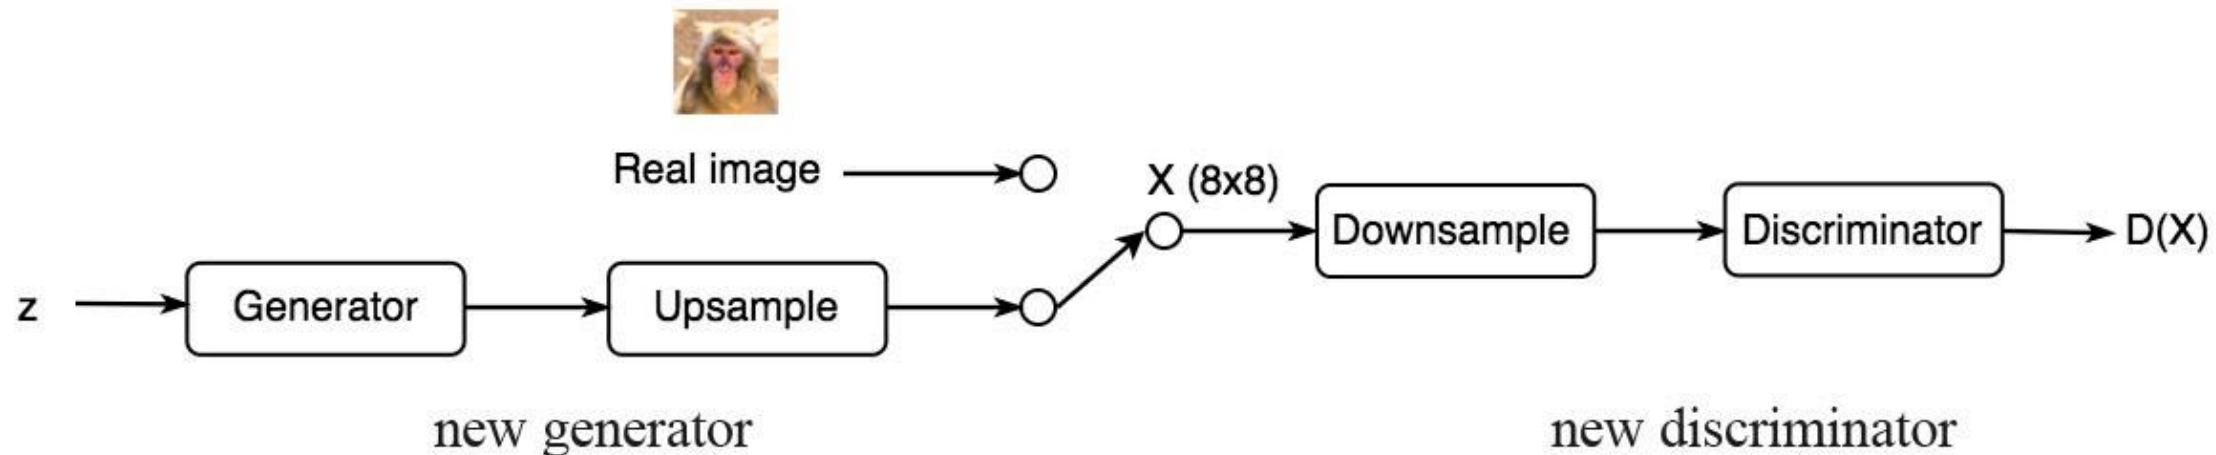 Real image
X (8x8)
Downsample
Discriminator
D(X)
z
Generator
Upsample
new generator
new discriminator